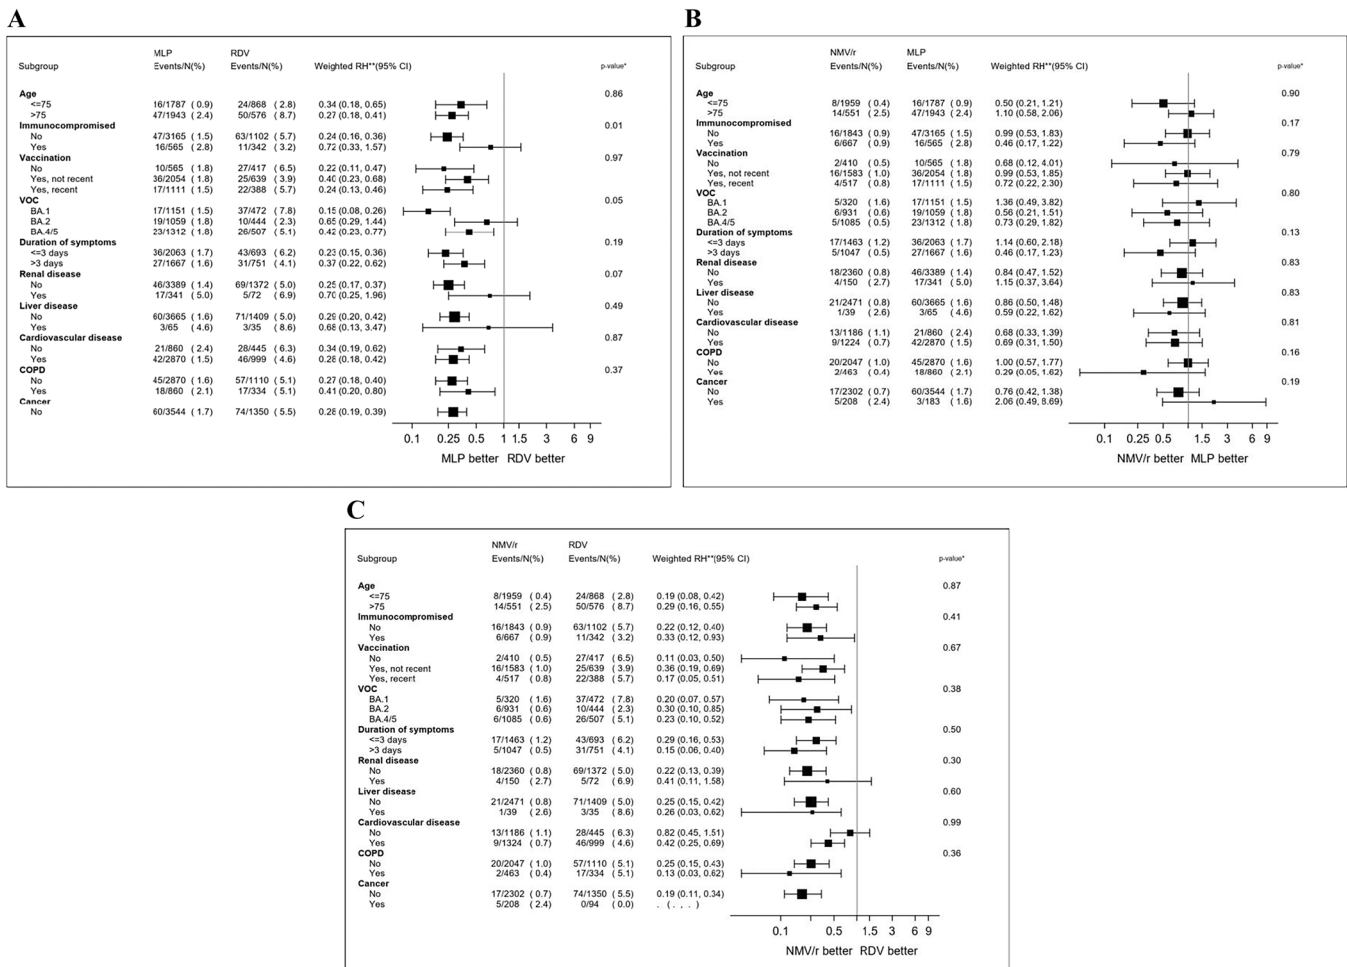 A
MLP RDV
Subgroup Events/N(%) Events/N(%) Weighted RH**(95% CI) p-value*
Age 0.86
<=75 16/1787 ( 0.9) 24/868 ( 2.8) 0.34 (0.18, 0.65)
>75 47/1943 ( 2.4) 50/576 ( 8.7) 0.27 (0.18, 0.41)
Immunocompromised 0.01
No 47/3165 ( 1.5) 63/1102 ( 5.7) 0.24 (0.16, 0.36)
Yes 16/565 ( 2.8) 11/342 ( 3.2) 0.72 (0.33, 1.57)
Vaccination 0.97
No 10/565 ( 1.8) 27/417 ( 6.5) 0.22 (0.11, 0.47)
Yes, not recent 36/2054 ( 1.8) 25/639 ( 3.9) 0.40 (0.23, 0.68)
Yes, recent 17/1111 ( 1.5) 22/388 ( 5.7) 0.24 (0.13, 0.46)
VOC 0.05
BA.1 17/1151 ( 1.5) 37/472 ( 7.8) 0.15 (0.08, 0.26)
BA.2 19/1059 ( 1.8) 10/444 ( 2.3) 0.65 (0.29, 1.44)
BA.4/5 23/1312 ( 1.8) 26/507 ( 5.1) 0.42 (0.23, 0.77)
Duration of symptoms 0.19
<=3 days 36/2063 ( 1.7) 43/693 ( 6.2) 0.23 (0.15, 0.36)
>3 days 27/1667 ( 1.6) 31/751 ( 4.1) 0.37 (0.22, 0.62)
Renal disease 0.07
No 46/3389 ( 1.4) 69/1372 ( 5.0) 0.25 (0.17, 0.37)
Yes 17/341 ( 5.0) 5/72 ( 6.9) 0.70 (0.25, 1.96)
Liver disease 0.49
No 60/3665 ( 1.6) 71/1409 ( 5.0) 0.29 (0.20, 0.42)
Yes 3/65 ( 4.6) 3/35 ( 8.6) 0.68 (0.13, 3.47)
Cardiovascular disease 0.87
No 21/860 ( 2.4) 28/445 ( 6.3) 0.34 (0.19, 0.62)
Yes 42/2870 ( 1.5) 46/999 ( 4.6) 0.28 (0.18, 0.42)
COPD 0.37
No 45/2870 ( 1.6) 57/1110 ( 5.1) 0.27 (0.18, 0.40)
Yes 18/860 ( 2.1) 17/334 ( 5.1) 0.41 (0.20, 0.80)
Cancer
No 60/3544 ( 1.7) 74/1350 ( 5.5) 0.28 (0.19, 0.39)
0.1 0.25 0.5 1 1.5 3 6 9
MLP better RDV better
B
NMV/r MLP
Subgroup Events/N(%) Events/N(%) Weighted RH**(95% CI) p-value*
Age 0.90
<=75 8/1959 ( 0.4) 16/1787 ( 0.9) 0.50 (0.21, 1.21)
>75 14/551 ( 2.5) 47/1943 ( 2.4) 1.10 (0.58, 2.06)
Immunocompromised 0.17
No 16/1843 ( 0.9) 47/3165 ( 1.5) 0.99 (0.53, 1.83)
Yes 6/667 ( 0.9) 16/565 ( 2.8) 0.46 (0.17, 1.22)
Vaccination 0.79
No 2/410 ( 0.5) 10/565 ( 1.8) 0.68 (0.12, 4.01)
Yes, not recent 16/1583 ( 1.0) 36/2054 ( 1.8) 0.99 (0.53, 1.85)
Yes, recent 4/517 ( 0.8) 17/1111 ( 1.5) 0.72 (0.22, 2.30)
VOC 0.80
BA.1 5/320 ( 1.6) 17/1151 ( 1.5) 1.36 (0.49, 3.82)
BA.2 6/931 ( 0.6) 19/1059 ( 1.8) 0.56 (0.21, 1.51)
BA.4/5 5/1085 ( 0.5) 23/1312 ( 1.8) 0.73 (0.29, 1.82)
Duration of symptoms 0.13
<=3 days 17/1463 ( 1.2) 36/2063 ( 1.7) 1.14 (0.60, 2.18)
>3 days 5/1047 ( 0.5) 27/1667 ( 1.6) 0.46 (0.17, 1.23)
Renal disease 0.83
No 18/2360 ( 0.8) 46/3389 ( 1.4) 0.84 (0.47, 1.52)
Yes 4/150 ( 2.7) 17/341 ( 5.0) 1.15 (0.37, 3.64)
Liver disease 0.83
No 21/2471 ( 0.8) 60/3665 ( 1.6) 0.86 (0.50, 1.48)
Yes 1/39 ( 2.6) 3/65 ( 4.6) 0.59 (0.22, 1.62)
Cardiovascular disease 0.81
No 13/1186 ( 1.1) 21/860 ( 2.4) 0.68 (0.33, 1.39)
Yes 9/1224 ( 0.7) 42/2870 ( 1.5) 0.69 (0.31, 1.50)
COPD 0.16
No 20/2047 ( 1.0) 45/2870 ( 1.6) 1.00 (0.57, 1.77)
Yes 2/463 ( 0.4) 18/860 ( 2.1) 0.29 (0.05, 1.62)
Cancer 0.19
No 17/2302 ( 0.7) 60/3544 ( 1.7) 0.76 (0.42, 1.38)
Yes 5/208 ( 2.4) 3/183 ( 1.6) 2.06 (0.49, 8.69)
0.1 0.25 0.5 1 1.5 3 6 9
NMV/r better MLP better
C
NMV/r RDV
Subgroup Events/N(%) Events/N(%) Weighted RH**(95% CI) p-value*
Age 0.87
<=75 8/1959 ( 0.4) 24/868 ( 2.8) 0.19 (0.08, 0.42)
>75 14/551 ( 2.5) 50/576 ( 8.7) 0.29 (0.16, 0.55)
Immunocompromised 0.41
No 16/1843 ( 0.9) 63/1102 ( 5.7) 0.22 (0.12, 0.40)
Yes 6/667 ( 0.9) 11/342 ( 3.2) 0.33 (0.12, 0.93)
Vaccination 0.67
No 2/410 ( 0.5) 27/417 ( 6.5) 0.11 (0.03, 0.50)
Yes, not recent 16/1583 ( 1.0) 25/639 ( 3.9) 0.36 (0.19, 0.69)
Yes, recent 4/517 ( 0.8) 22/388 ( 5.7) 0.17 (0.05, 0.51)
VOC 0.38
BA.1 5/320 ( 1.6) 37/472 ( 7.8) 0.20 (0.07, 0.57)
BA.2 6/931 ( 0.6) 10/444 ( 2.3) 0.30 (0.10, 0.85)
BA.4/5 6/1085 ( 0.6) 26/507 ( 5.1) 0.23 (0.10, 0.52)
Duration of symptoms 0.50
<=3 days 17/1463 ( 1.2) 43/693 ( 6.2) 0.29 (0.16, 0.53)
>3 days 5/1047 ( 0.5) 31/751 ( 4.1) 0.15 (0.06, 0.40)
Renal disease 0.30
No 18/2360 ( 0.8) 69/1372 ( 5.0) 0.22 (0.13, 0.39)
Yes 4/150 ( 2.7) 5/72 ( 6.9) 0.41 (0.11, 1.58)
Liver disease 0.60
No 21/2471 ( 0.8) 71/1409 ( 5.0) 0.25 (0.15, 0.42)
Yes 1/39 ( 2.6) 3/35 ( 8.6) 0.26 (0.03, 0.62)
Cardiovascular disease 0.99
No 13/1186 ( 1.1) 28/445 ( 6.3) 0.82 (0.45, 1.51)
Yes 9/1324 ( 0.7) 46/999 ( 4.6) 0.42 (0.25, 0.69)
COPD 0.36
No 20/2047 ( 1.0) 57/1110 ( 5.1) 0.25 (0.15, 0.43)
Yes 2/463 ( 0.4) 17/334 ( 5.1) 0.13 (0.03, 0.62)
Cancer
No 17/2302 ( 0.7) 74/1350 ( 5.5) 0.19 (0.11, 0.34)
Yes 5/208 ( 2.4) 0/94 ( 0.0) . ( . , . )
0.1 0.5 1.5 3 6 9
NMV/r better RDV better